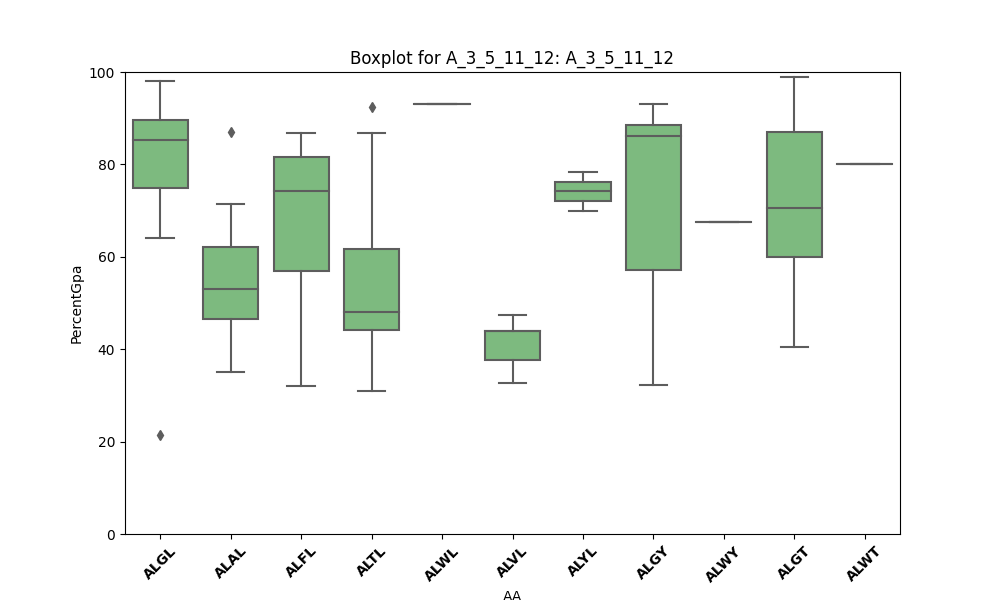 Boxplot for A_3_5_11_12: A_3_5_11_12
100
80
60
40
20
0
PercentGpa
ALGL
ALAL
ALFL
ALTL
ALWL
ALVL
ALYL
ALGY
ALWY
ALGT
ALWT
AA